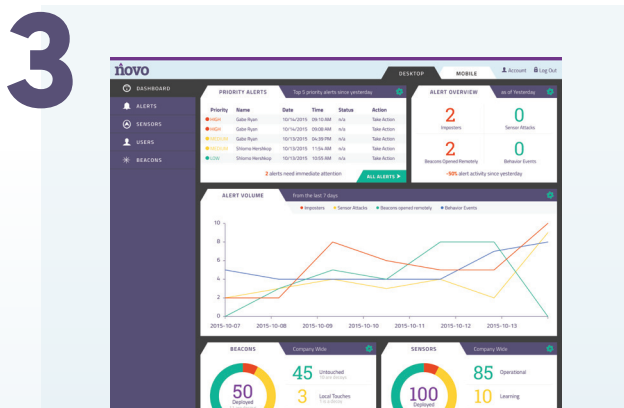 3
novo
DESKTOP MOBILE Account Log Out
DASHBOARD
ALERTS
SENSORS
USERS
BEACONS
PRIORITY ALERTS Top 5 priority alerts since yesterday
Priority Name Date Time Status Action
HIGH Gabe Ryan 10/14/2015 09:10 AM n/a Take Action
HIGH Gabe Ryan 10/14/2015 09:08 AM n/a Take Action
MEDIUM Gabe Ryan 10/13/2015 04:39 PM n/a Take Action
MEDIUM Shlomo Hershkop 10/13/2015 11:54 AM n/a Take Action
LOW Shlomo Hershkop 10/13/2015 10:59 AM n/a Take Action
2 alerts need immediate attention ALL ALERTS
ALERT OVERVIEW as of Yesterday
2 0
Imposters Sensor Attacks
2 0
Beacons Opened Remotely Behavior Events
-50% alert activity since yesterday
ALERT VOLUME From the last 7 days
Imposters Sensor Attacks Beacons opened remotely Behavior Events
10
8
6
4
2
0
2015-10-07 2015-10-08 2015-10-09 2015-10-10 2015-10-11 2015-10-12 2015-10-13
BEACONS Company Wide
50
Deployed
45 Untouched
3 Local Touches
SENSORS Company Wide
100
Deployed
85 Operational
10 Learning